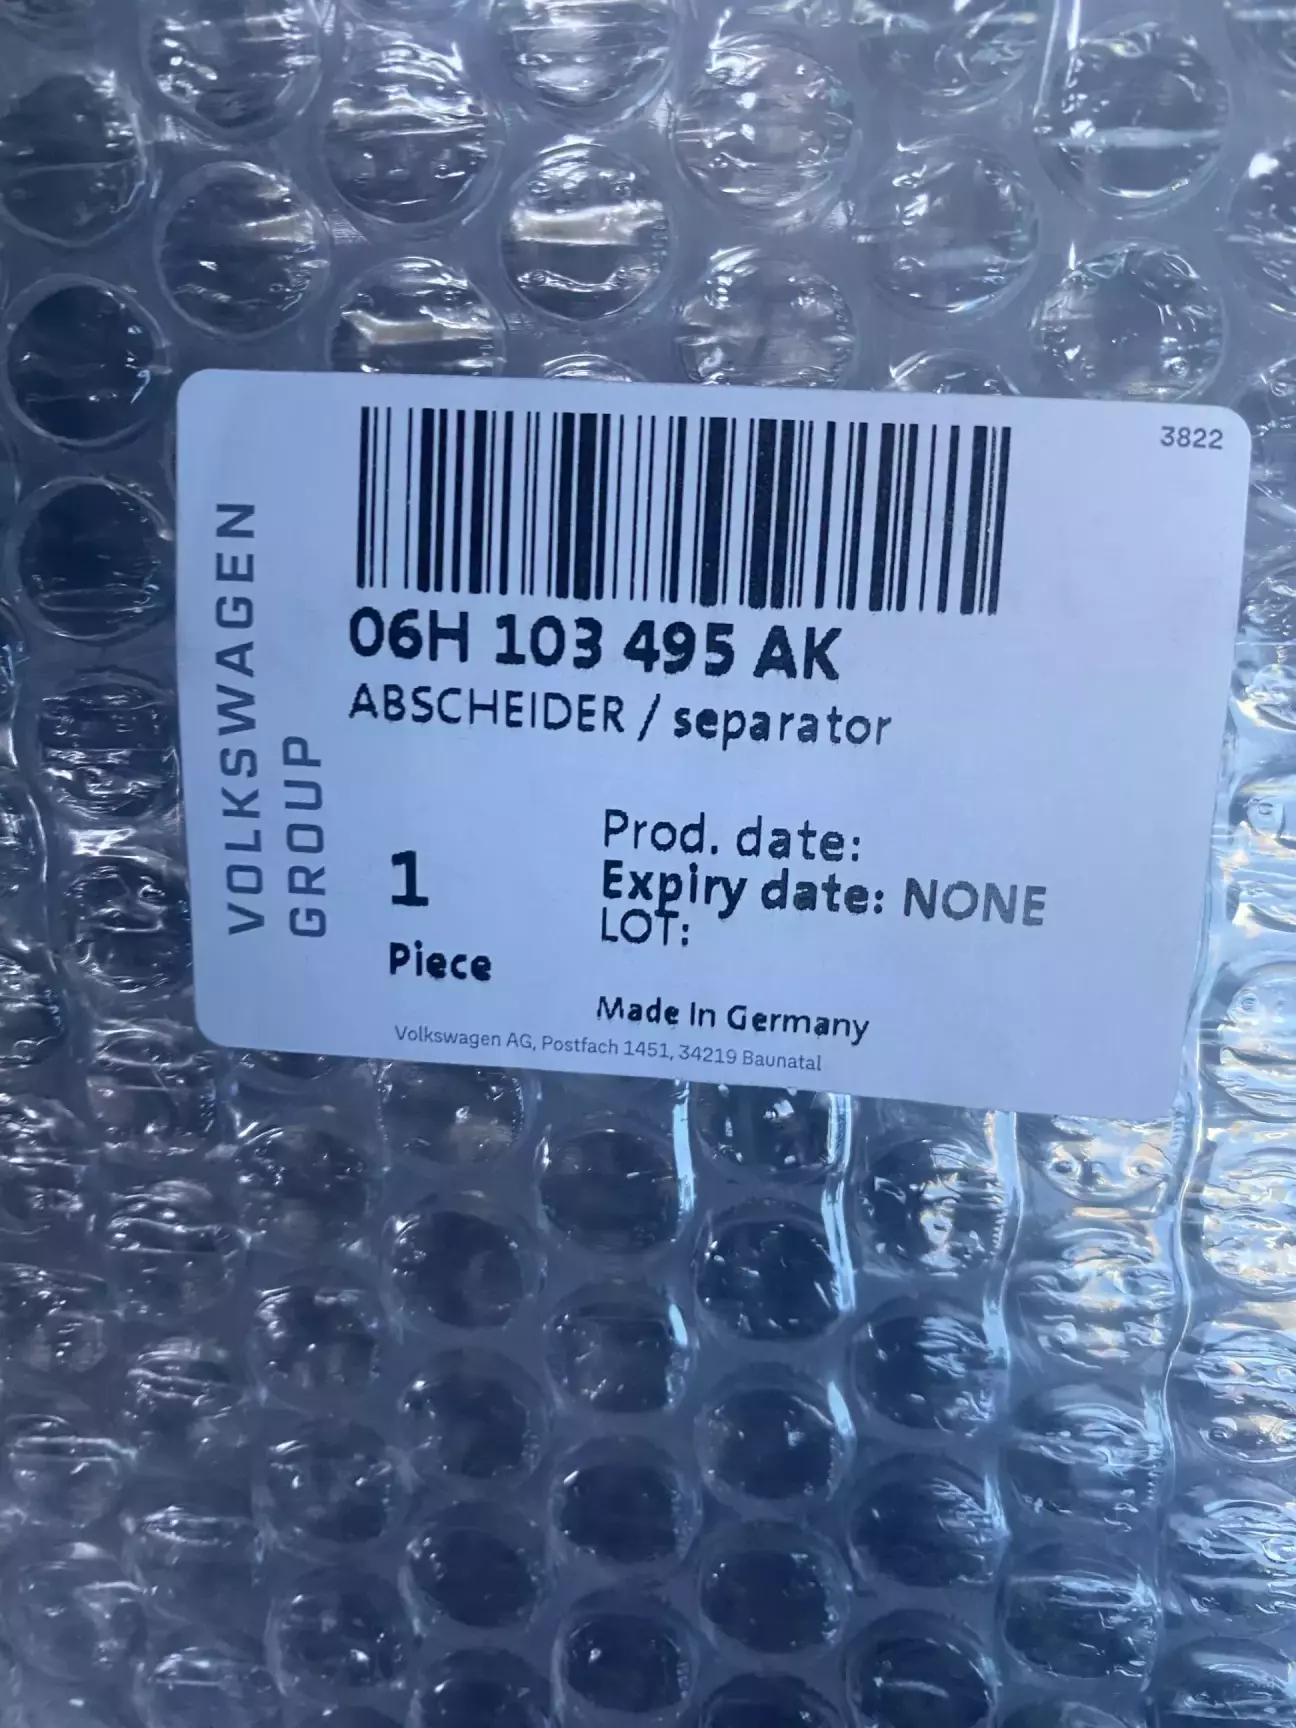 3822
06H 103 495 AK
ABSCHEIDER / separator
VOLKSWAGEN
GROUP
1
Piece
Prod. date:
Expiry date: NONE
LOT:
Made In Germany
Volkswagen AG, Postfach 1451, 34219 Baunatal